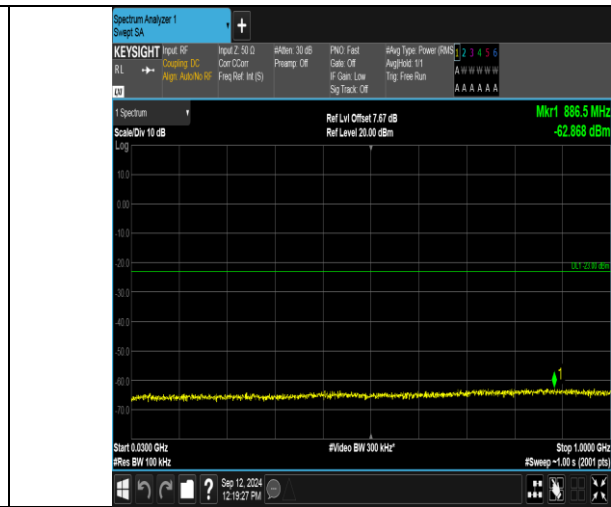 Spectrum Analyzer 1
Swept SA
+
KEYSIGHT Input: RF Input Z: 50 Ω #Atten: 30 dB PNO: Fast #Avg Type: Power (RMS 1 2 3 4 5 6
RL Coupling: DC Corr CCorr Preamp: Off Gate: Off Avg|Hold: 1/1 A W W W W W
Align: Auto/No RF Freq Ref: Int (S) IF Gain: Low Trig: Free Run
LXI Sig Track: Off A A A A A A
1 Spectrum Ref Lvl Offset 7.67 dB Mkr1 886.5 MHz
Scale/Div 10 dB Ref Level 20.00 dBm -62.868 dBm
Log
10.0
0.00
-10.0
-20.0
DL1 -23.00 dBm
-30.0
-40.0
-50.0
1
-60.0
-70.0
Start 0.0300 GHz #Video BW 300 kHz* Stop 1.0000 GHz
#Res BW 100 kHz #Sweep ~1.00 s (2001 pts)
? Sep 12, 2024
12:19:27 PM